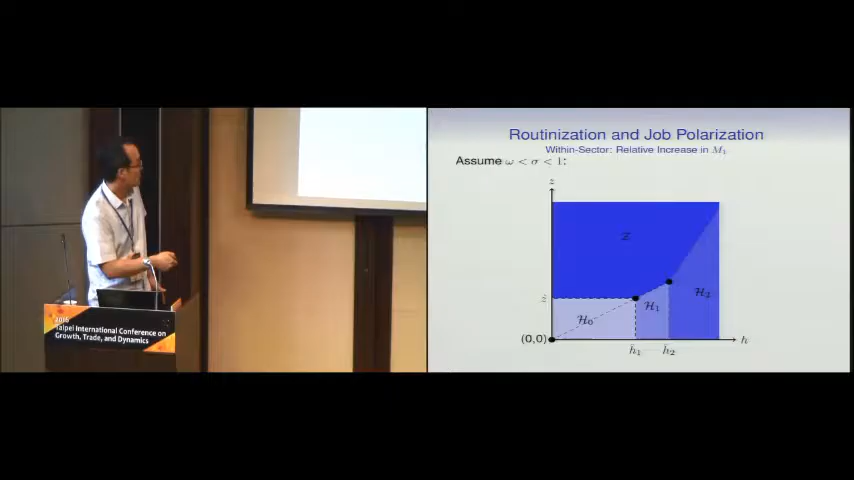 2016
Taipei International Conference on
Growth, Trade, and Dynamics
Routinization and Job Polarization
Within-Sector: Relative Increase in M₁
Assume ω < σ < 1:
z
Z
H₂
H₁
H₀
(0,0)
h
h̄₁
h̄₂